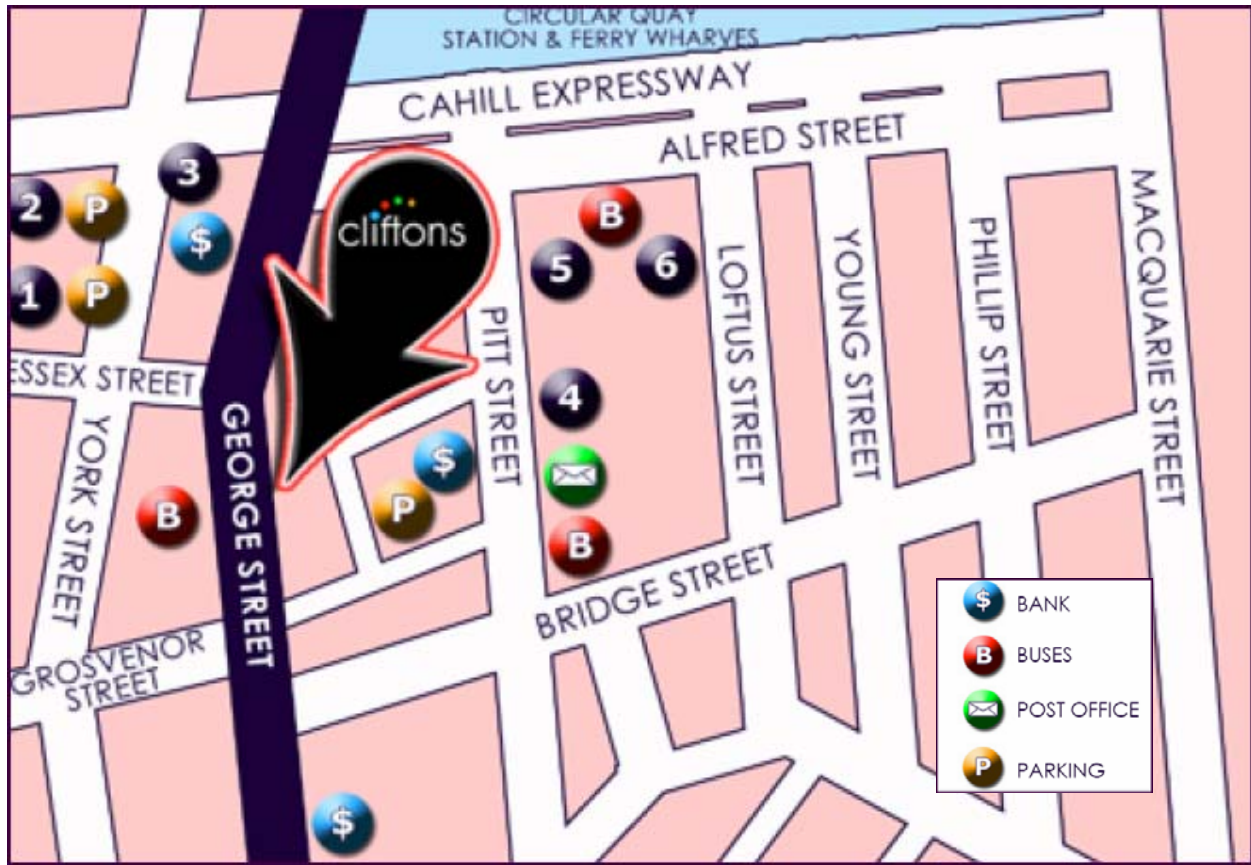 CIRCULAR QUAY
STATION & FERRY WHARVES
CAHILL EXPRESSWAY
ALFRED STREET
3
2
P
$
cliftons
B
5
6
1
P
MACQUARIE STREET
LOFTUS STREET
YOUNG STREET
PHILLIP STREET
PITT STREET
ESSEX STREET
4
GEORGE STREET
YORK STREET
$
P
B
B
BRIDGE STREET
GROSVENOR
STREET
$
$ BANK
B BUSES
POST OFFICE
P PARKING